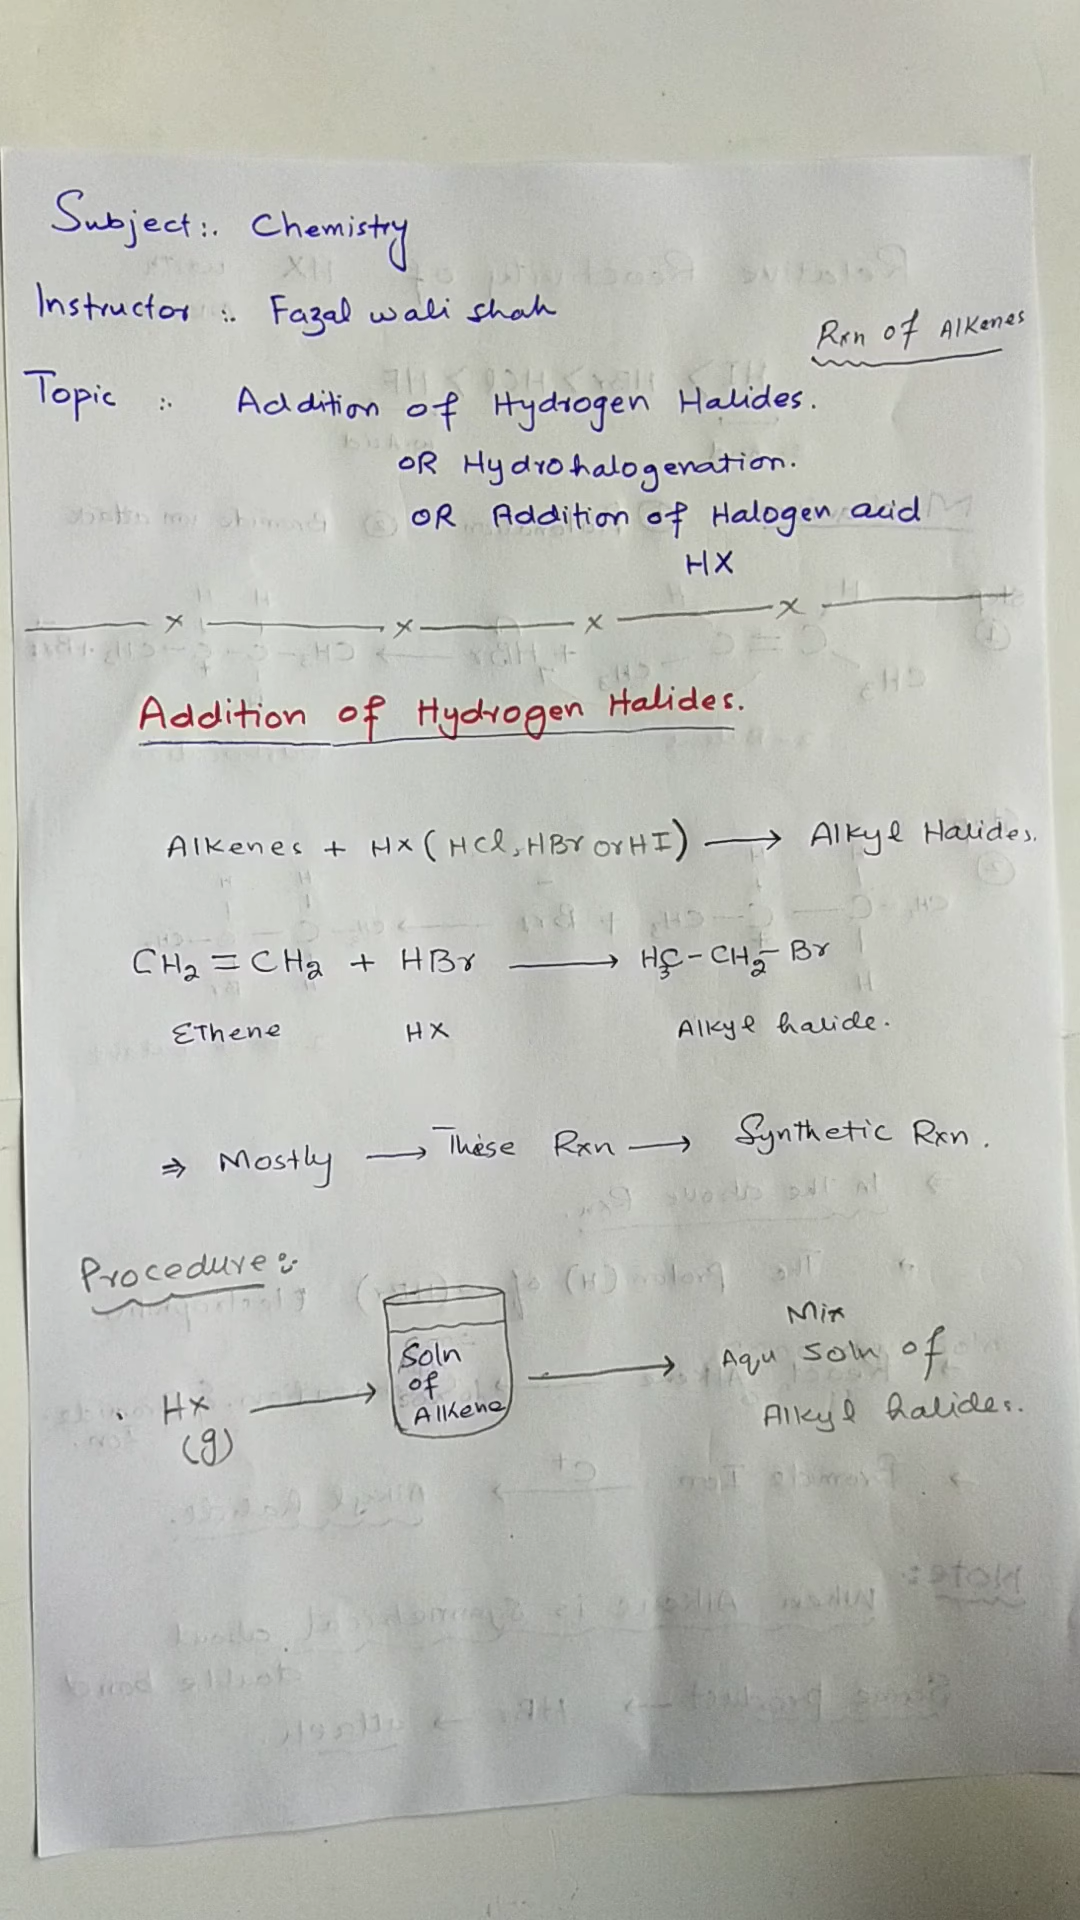 Subject:. Chemistry
Instructor :. Fazal wali shah
Rxn of Alkenes
Topic :: Addition of Hydrogen Halides.
OR Hydrohalogenation.
OR Addition of Halogen acid
HX
Addition of Hydrogen Halides.
Alkenes + HX (HCl, HBr or HI) → Alkyl Halides.
CH₂ = CH₂ + HBr → H₃C - CH₂ - Br
Ethene HX Alkyl halide.
⇒ Mostly → These Rxn → Synthetic Rxn.
Procedure::
HX (g) → Soln of Alkene → Mix Aqu Soln of Alkyl halides.